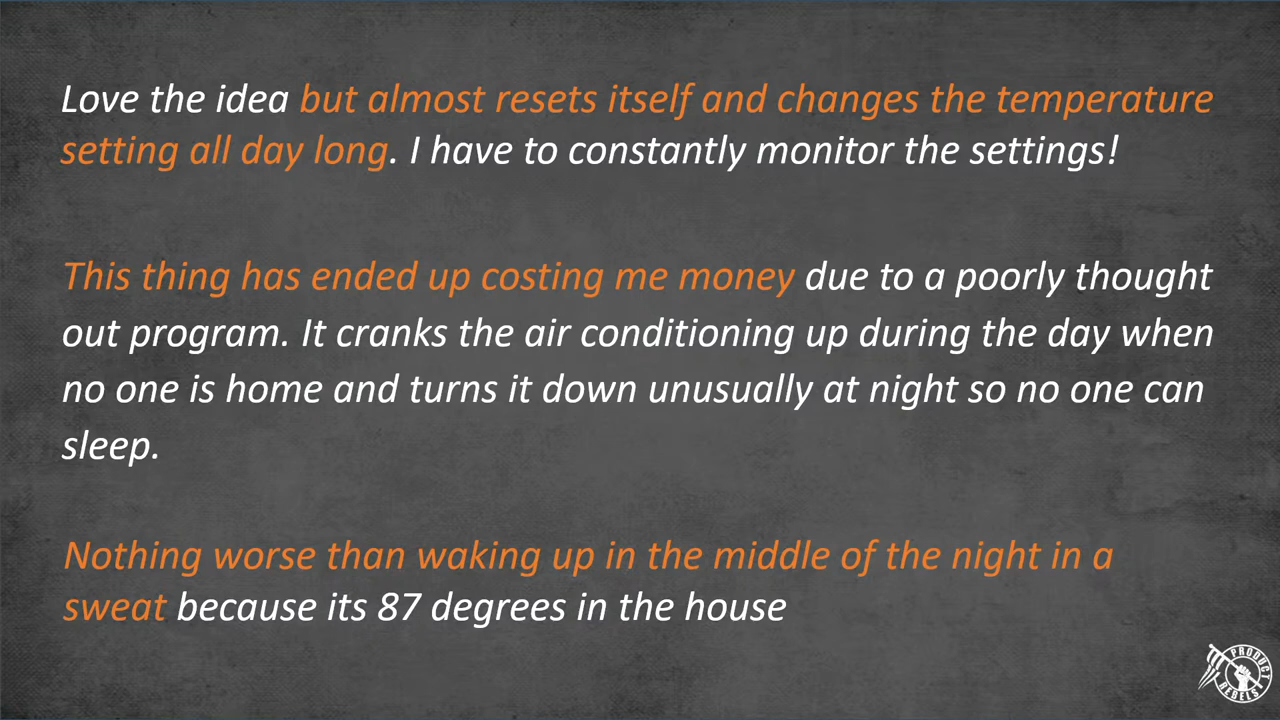 Love the idea but almost resets itself and changes the temperature
setting all day long. I have to constantly monitor the settings!
This thing has ended up costing me money due to a poorly thought
out program. It cranks the air conditioning up during the day when
no one is home and turns it down unusually at night so no one can
sleep.
Nothing worse than waking up in the middle of the night in a
sweat because its 87 degrees in the house
PRODUCT
REBELS